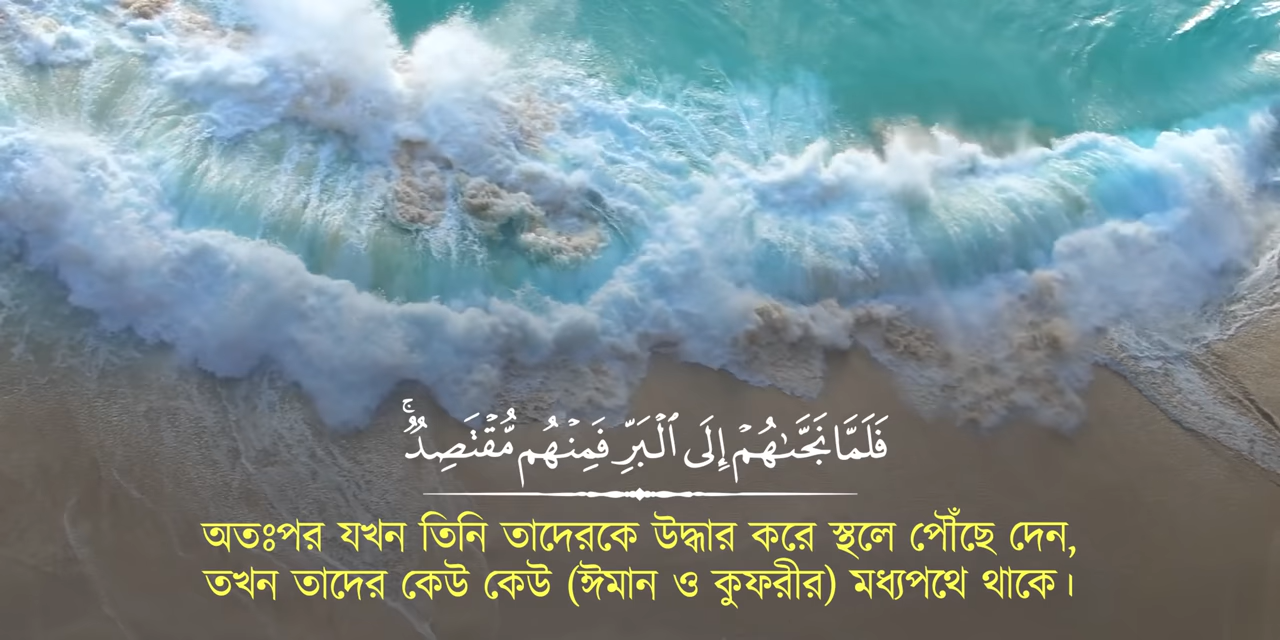 فَلَمَّا نَجَّىٰهُمْ إِلَى ٱلْبَرِّ فَمِنْهُم مُّقْتَصِدٌۭ ۚ
অতঃপর যখন তিনি তাদেরকে উদ্ধার করে স্থলে পৌঁছে দেন,
তখন তাদের কেউ কেউ (ঈমান ও কুফরীর) মধ্যপথে থাকে।